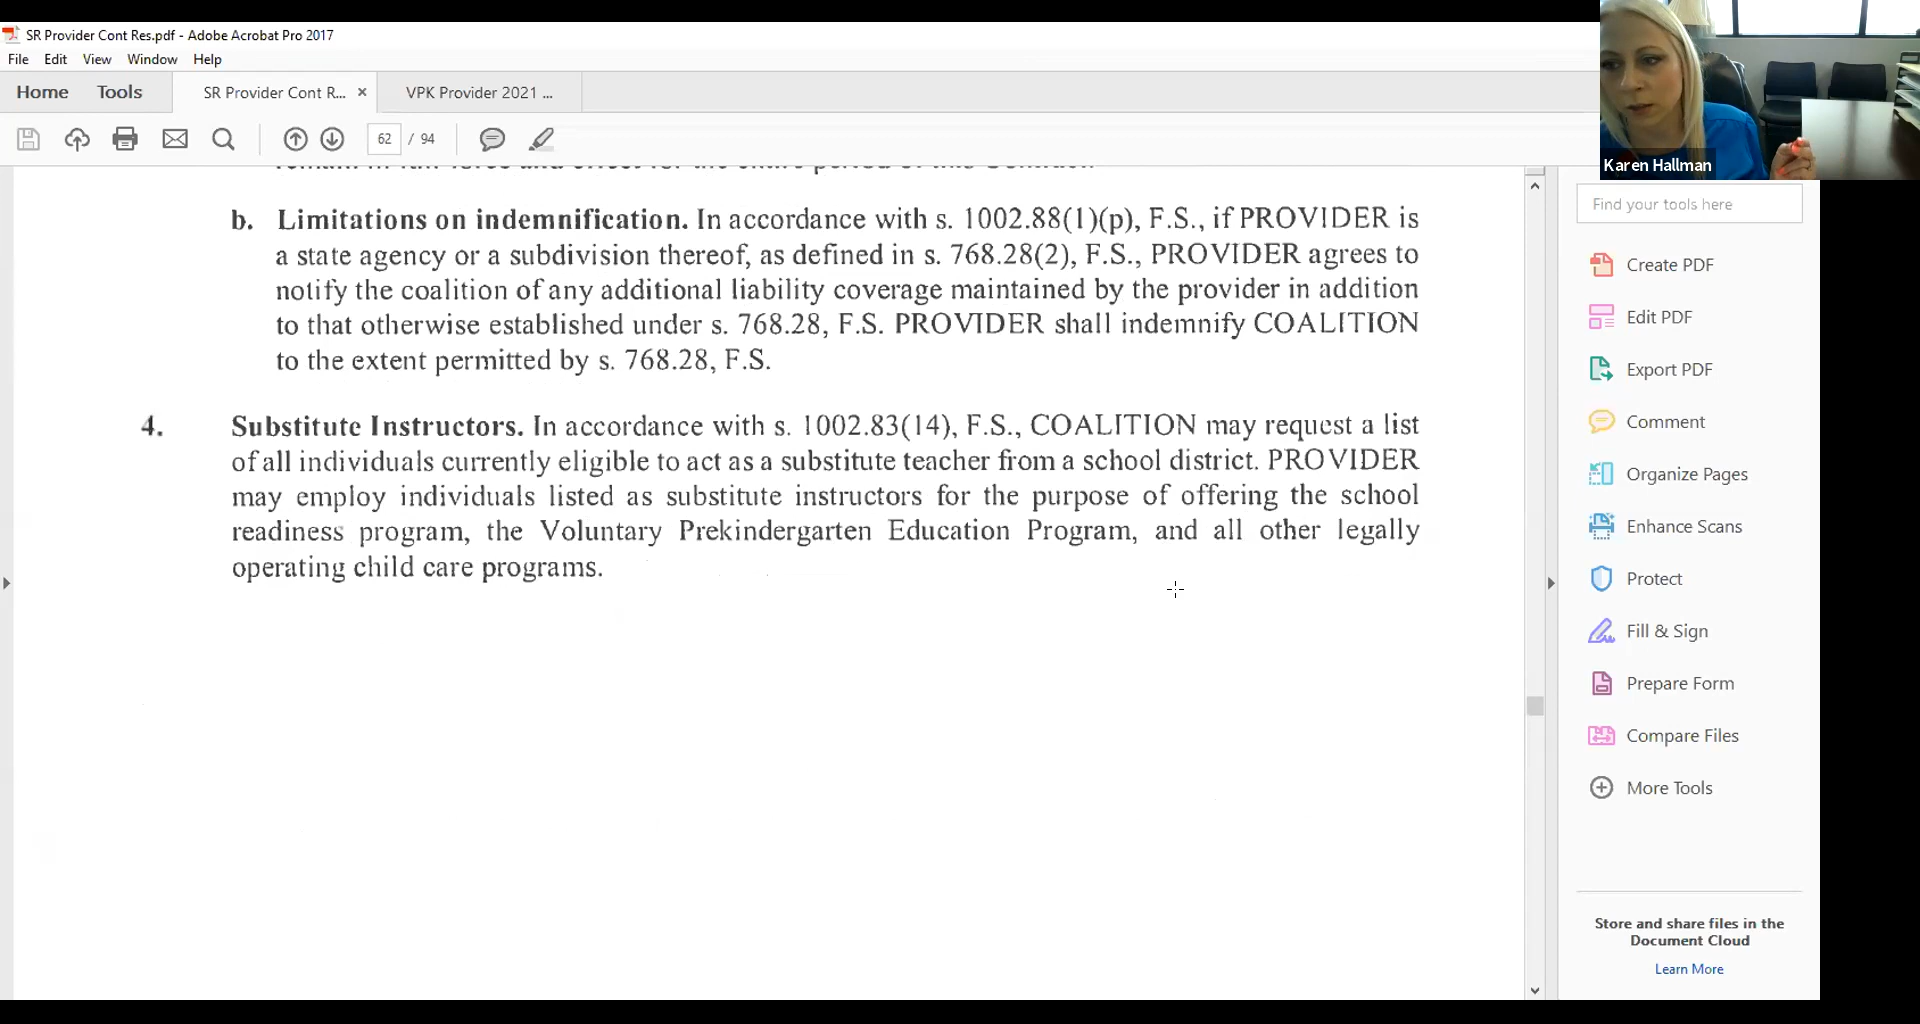 SR Provider Cont Res.pdf - Adobe Acrobat Pro 2017
File Edit View Window Help
Home Tools SR Provider Cont R... × VPK Provider 2021 ...
62 / 94
Karen Hallman
b. Limitations on indemnification. In accordance with s. 1002.88(1)(p), F.S., if PROVIDER is
a state agency or a subdivision thereof, as defined in s. 768.28(2), F.S., PROVIDER agrees to
notify the coalition of any additional liability coverage maintained by the provider in addition
to that otherwise established under s. 768.28, F.S. PROVIDER shall indemnify COALITION
to the extent permitted by s. 768.28, F.S.
4. Substitute Instructors. In accordance with s. 1002.83(14), F.S., COALITION may request a list
of all individuals currently eligible to act as a substitute teacher from a school district. PROVIDER
may employ individuals listed as substitute instructors for the purpose of offering the school
readiness program, the Voluntary Prekindergarten Education Program, and all other legally
operating child care programs.
Find your tools here
Create PDF
Edit PDF
Export PDF
Comment
Organize Pages
Enhance Scans
Protect
Fill & Sign
Prepare Form
Compare Files
More Tools
Store and share files in the
Document Cloud
Learn More